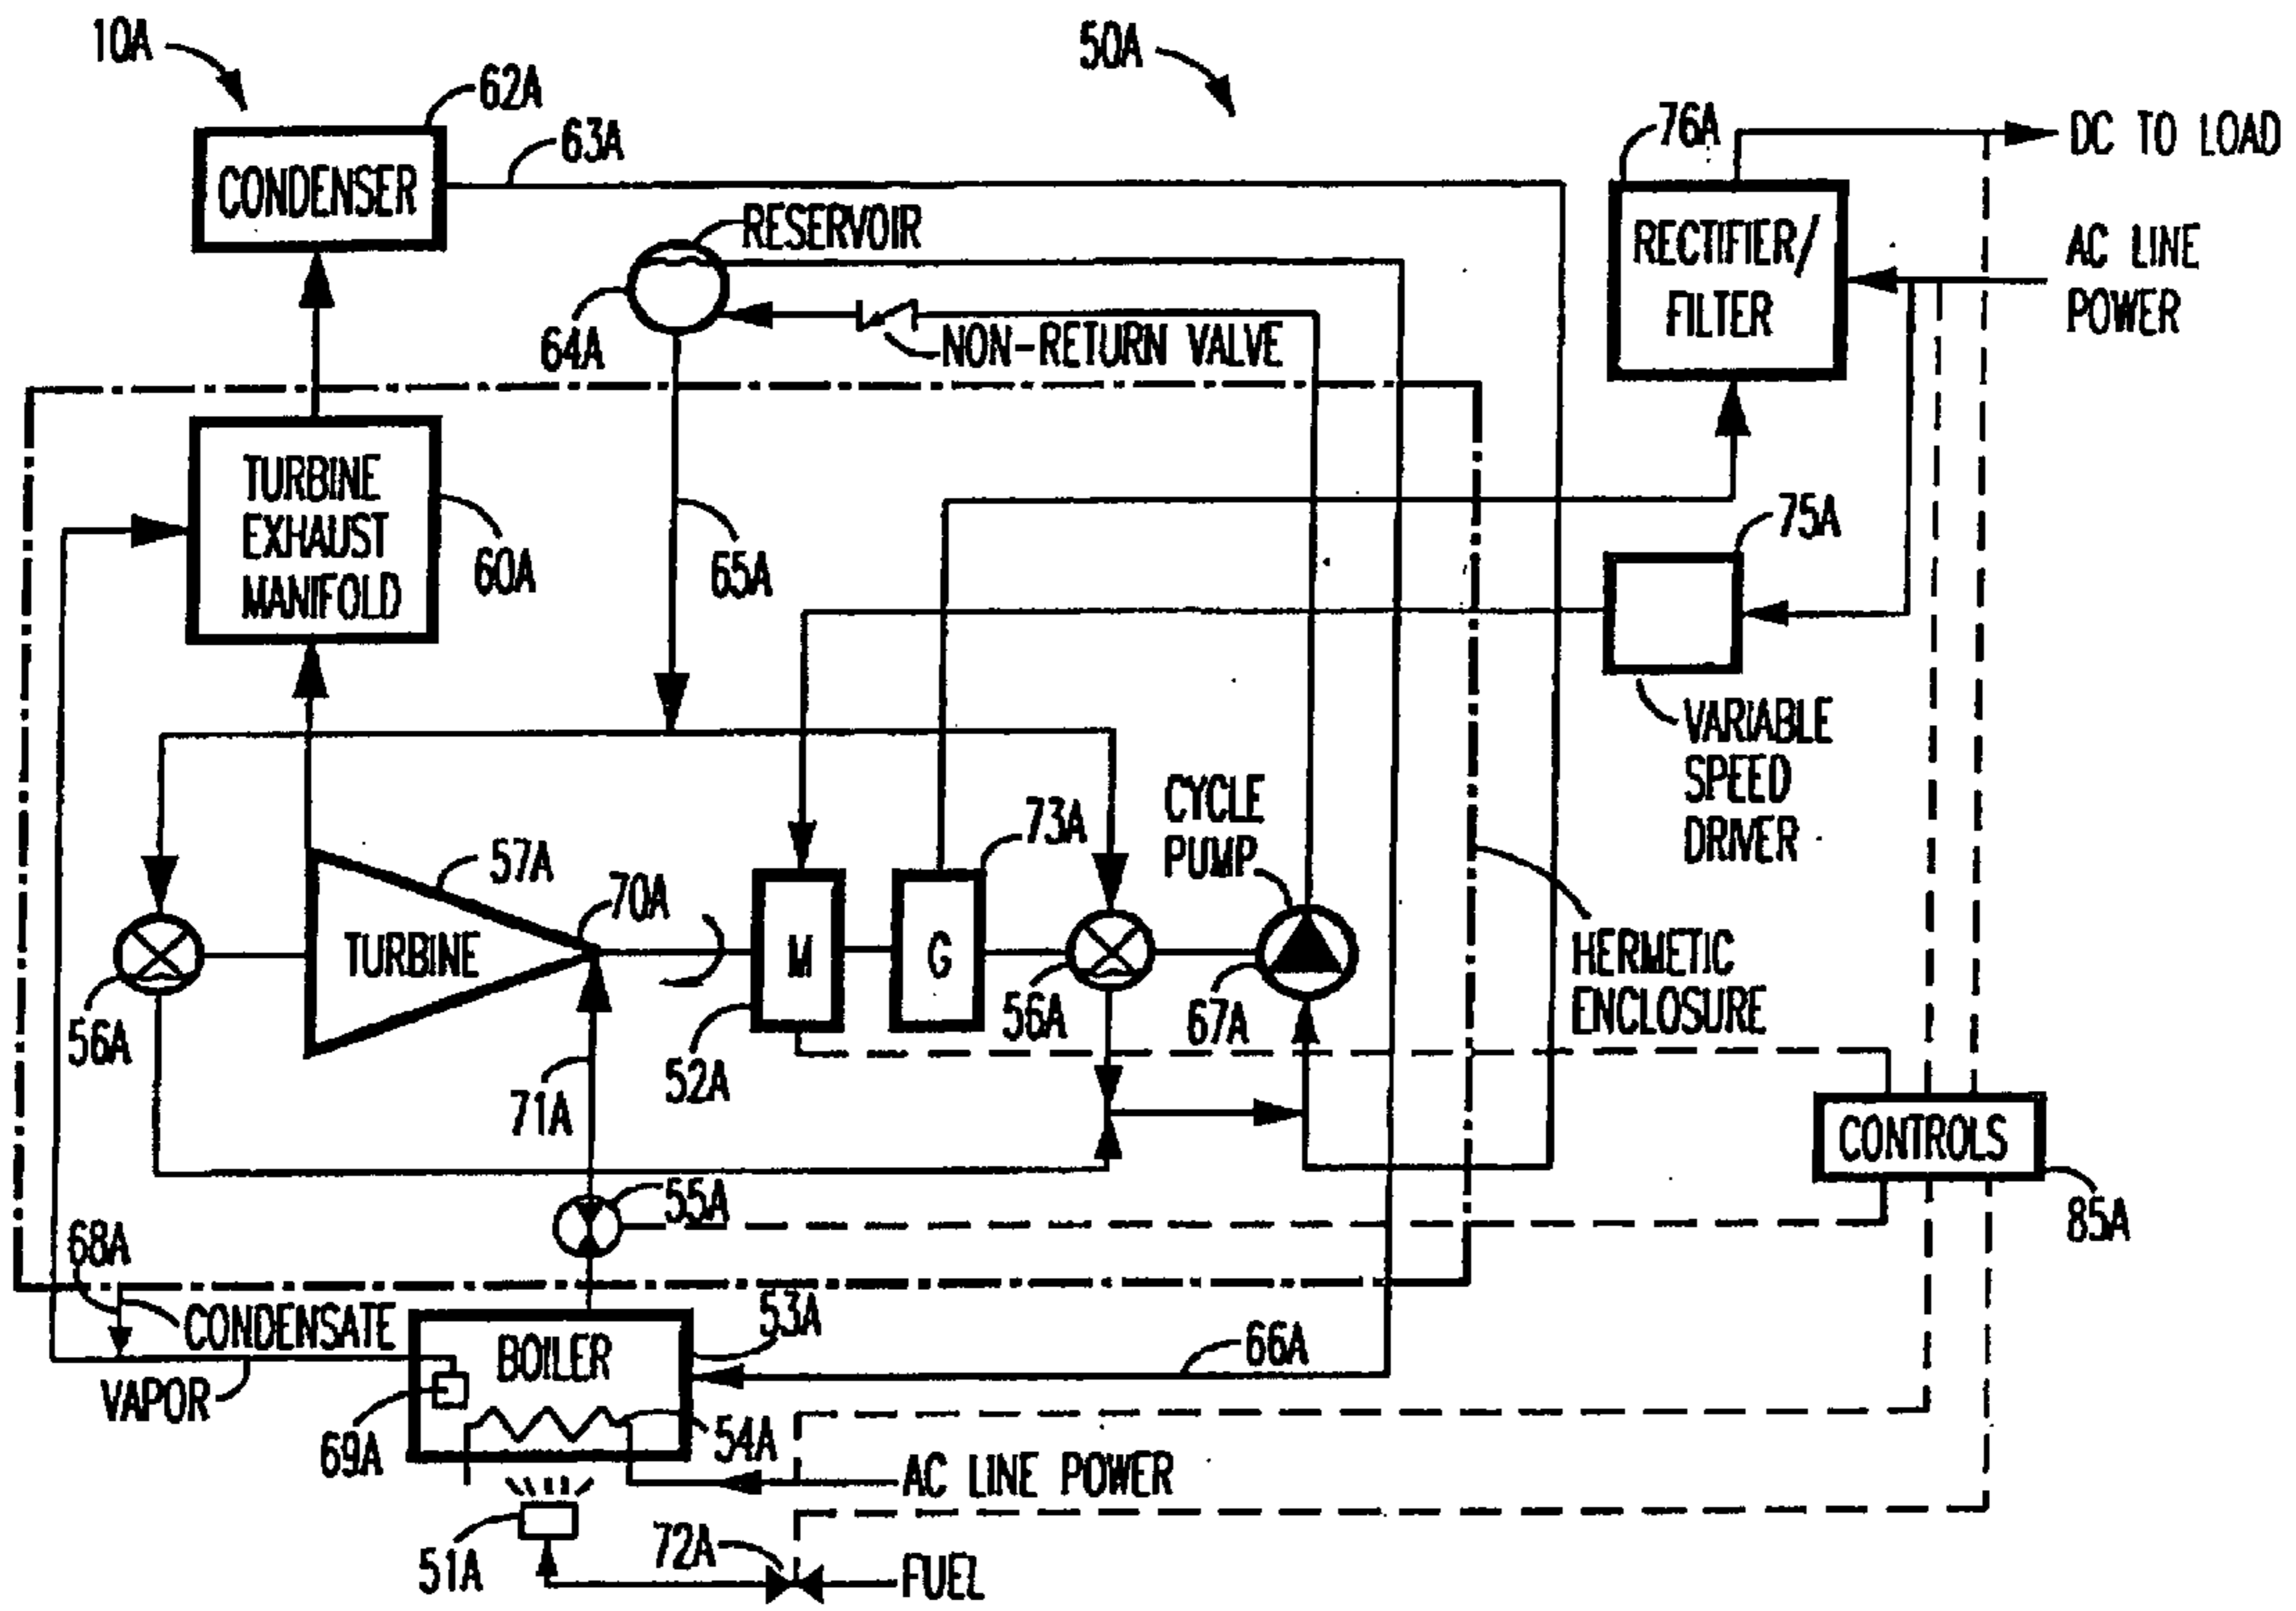 10A
50A
62A
CONDENSER
63A
76A
DC TO LOAD
RESERVOIR
RECTIFIER/
FILTER
AC LINE
POWER
64A
NON-RETURN VALVE
TURBINE
EXHAUST
MANIFOLD
60A
65A
75A
VARIABLE
SPEED
DRIVER
CYCLE
PUMP
73A
57A
70A
TURBINE
M
G
56A
52A
56A
67A
HERMETIC
ENCLOSURE
71A
CONTROLS
85A
55A
68A
CONDENSATE
BOILER
53A
66A
VAPOR
69A
54A
AC LINE POWER
51A
72A
FUEL